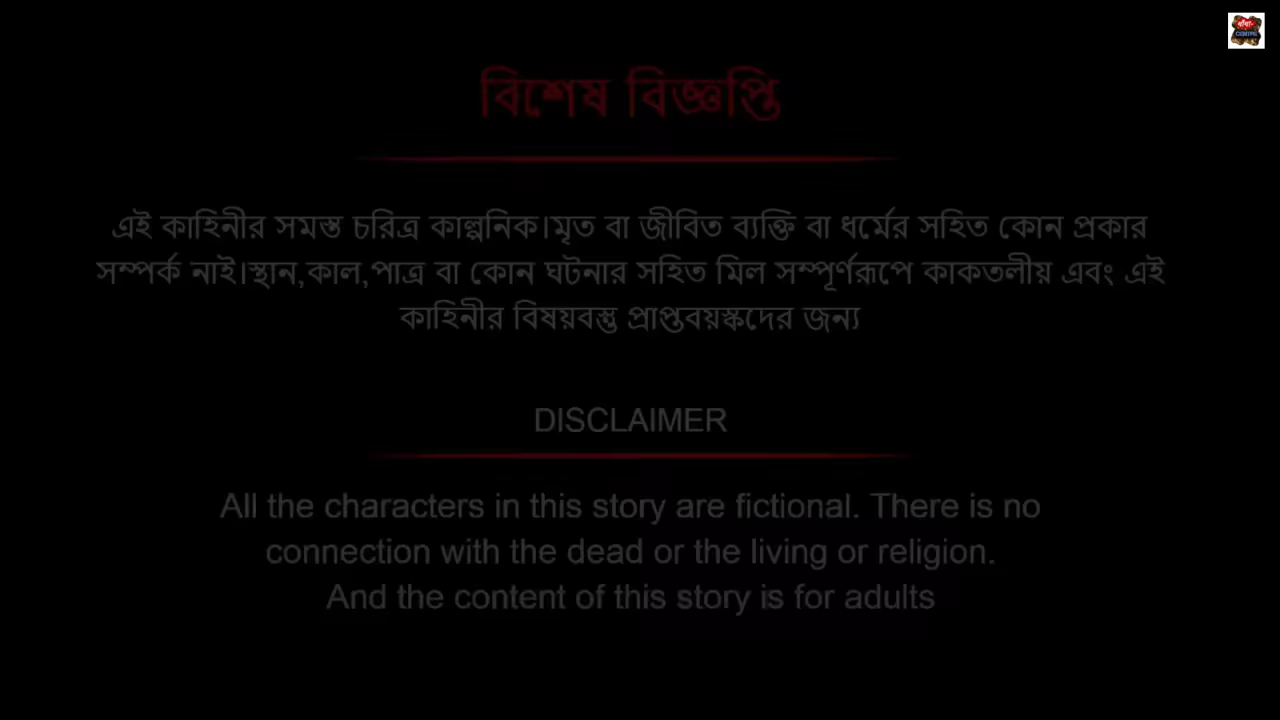 বিশেষ বিজ্ঞপ্তি
এই কাহিনীর সমস্ত চরিত্র কাল্পনিক।মৃত বা জীবিত ব্যক্তি বা ধর্মের সহিত কোন প্রকার
সম্পর্ক নাই।স্থান,কাল,পাত্র বা কোন ঘটনার সহিত মিল সম্পূর্ণরূপে কাকতলীয় এবং এই
কাহিনীর বিষয়বস্তু প্রাপ্তবয়স্কদের জন্য
DISCLAIMER
All the characters in this story are fictional. There is no
connection with the dead or the living or religion.
And the content of this story is for adults